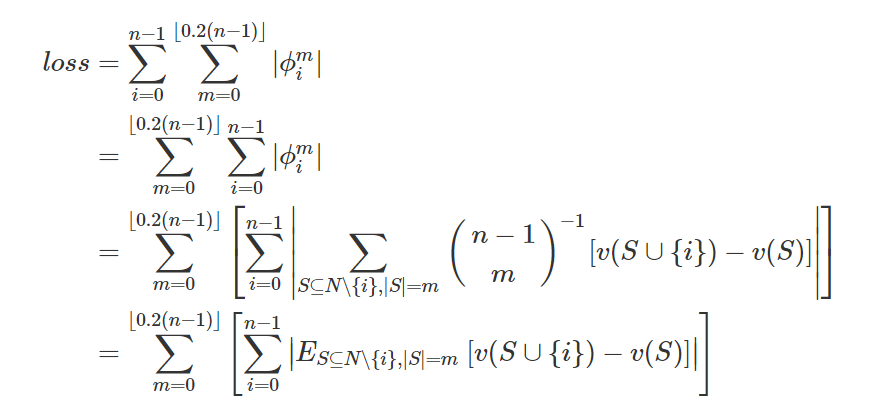 loss = \sum_{i=0}^{n-1} \sum_{m=0}^{\lfloor 0.2(n-1) \rfloor} |\phi_i^m|
= \sum_{m=0}^{\lfloor 0.2(n-1) \rfloor} \sum_{i=0}^{n-1} |\phi_i^m|
= \sum_{m=0}^{\lfloor 0.2(n-1) \rfloor} \left[ \sum_{i=0}^{n-1} \left| \sum_{S \subseteq N \setminus \{i\}, |S|=m} \binom{n-1}{m}^{-1} [v(S \cup \{i\}) - v(S)] \right| \right]
= \sum_{m=0}^{\lfloor 0.2(n-1) \rfloor} \left[ \sum_{i=0}^{n-1} \left| E_{S \subseteq N \setminus \{i\}, |S|=m} [v(S \cup \{i\}) - v(S)] \right| \right]